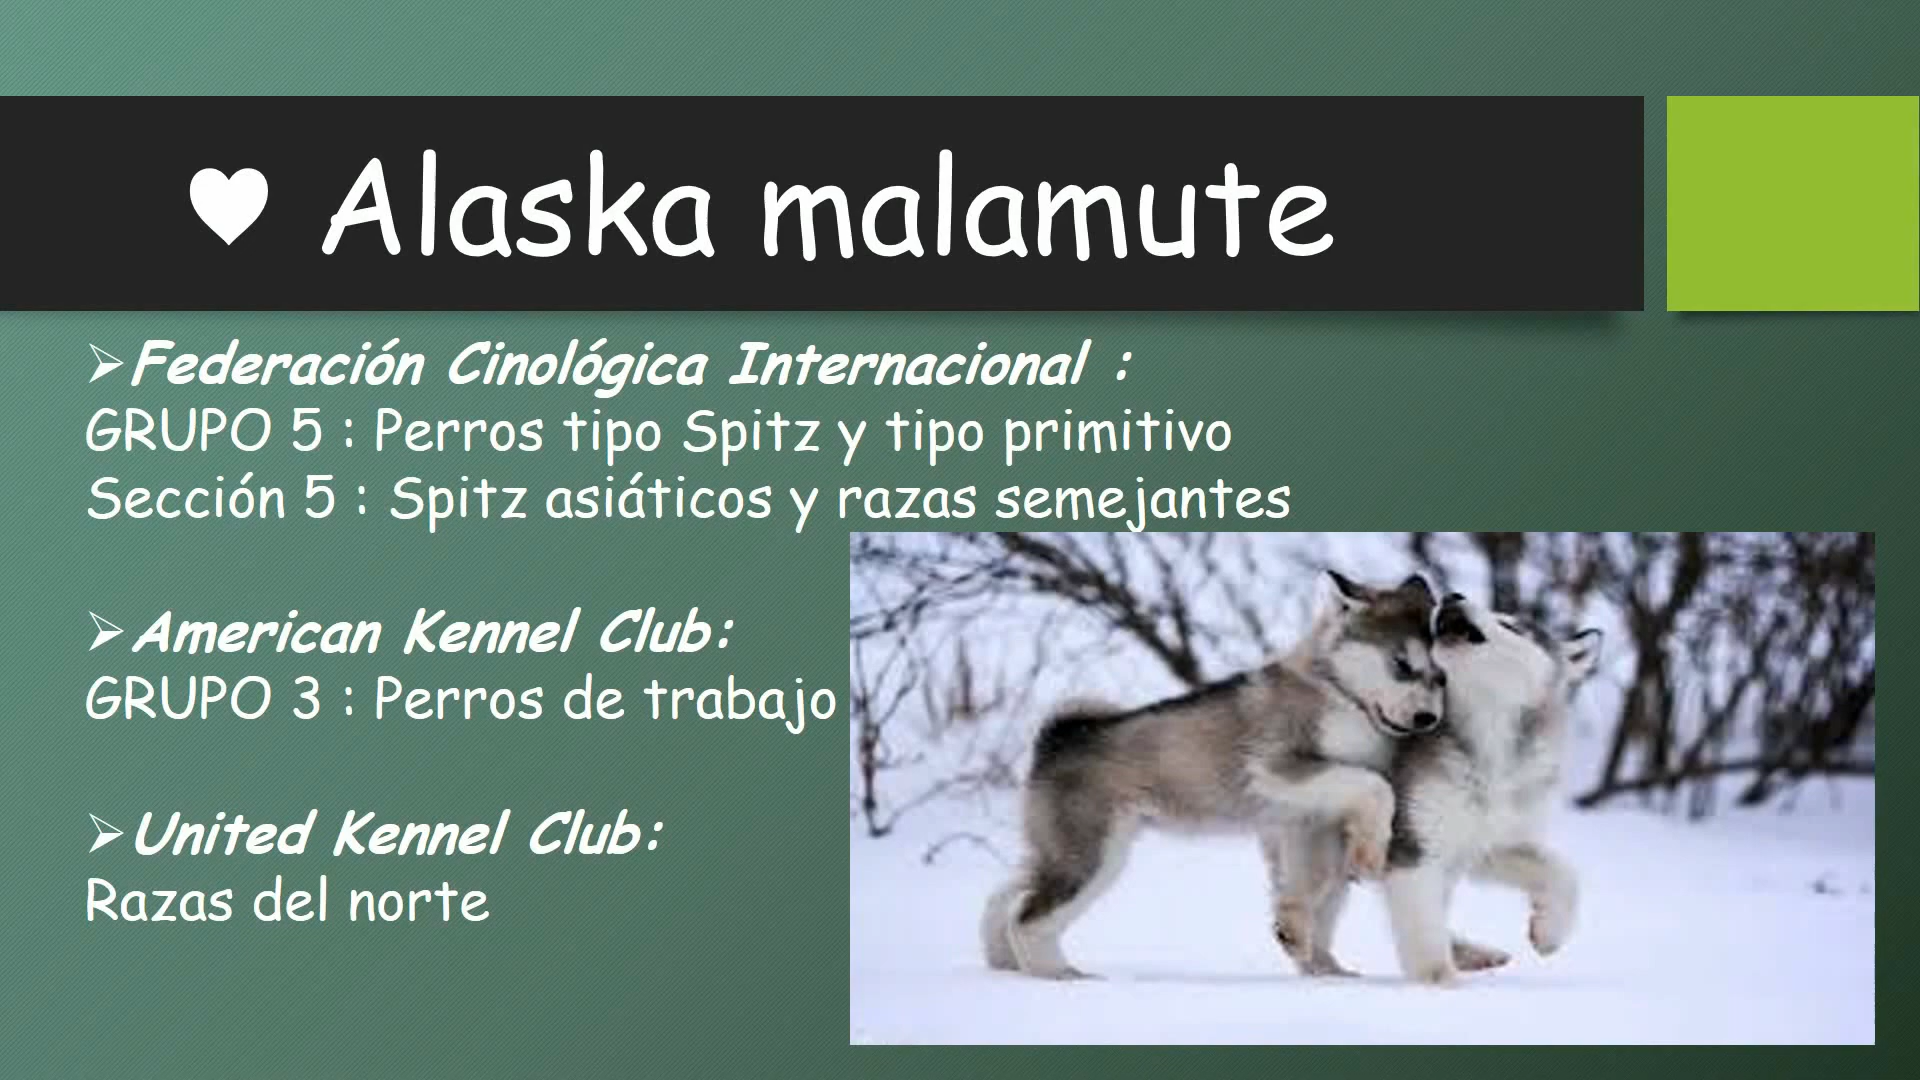 ♥ Alaska malamute
➢Federación Cinológica Internacional :
GRUPO 5 : Perros tipo Spitz y tipo primitivo
Sección 5 : Spitz asiáticos y razas semejantes
➢American Kennel Club:
GRUPO 3 : Perros de trabajo
➢United Kennel Club:
Razas del norte